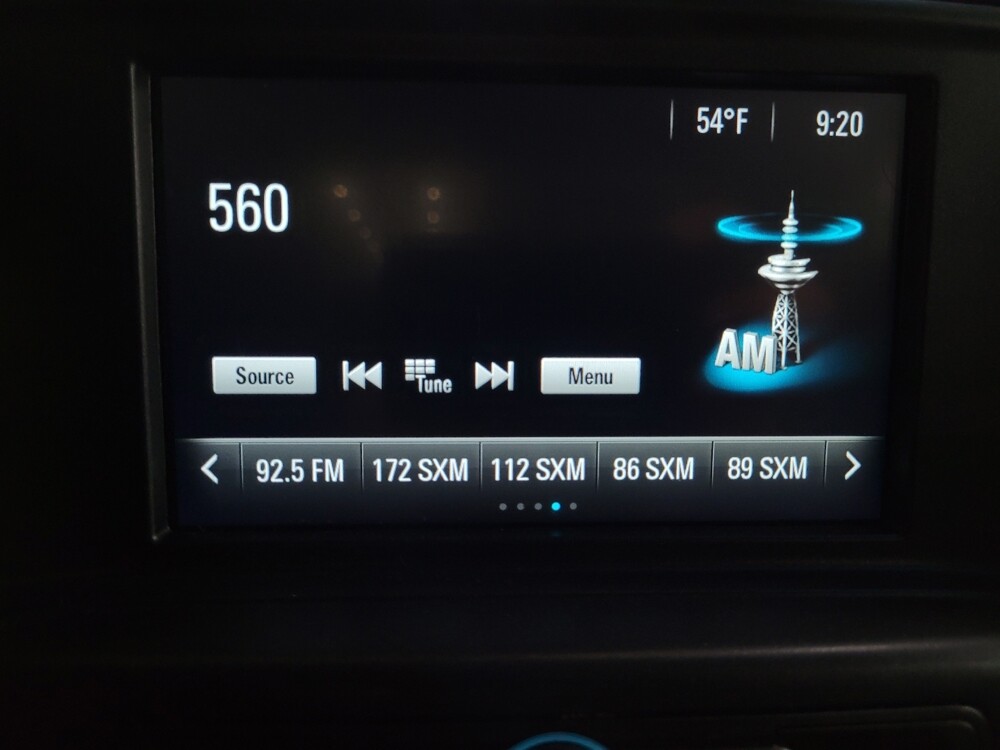 54°F 9:20
560
AM
Source Tune Menu
92.5 FM 172 SXM 112 SXM 86 SXM 89 SXM